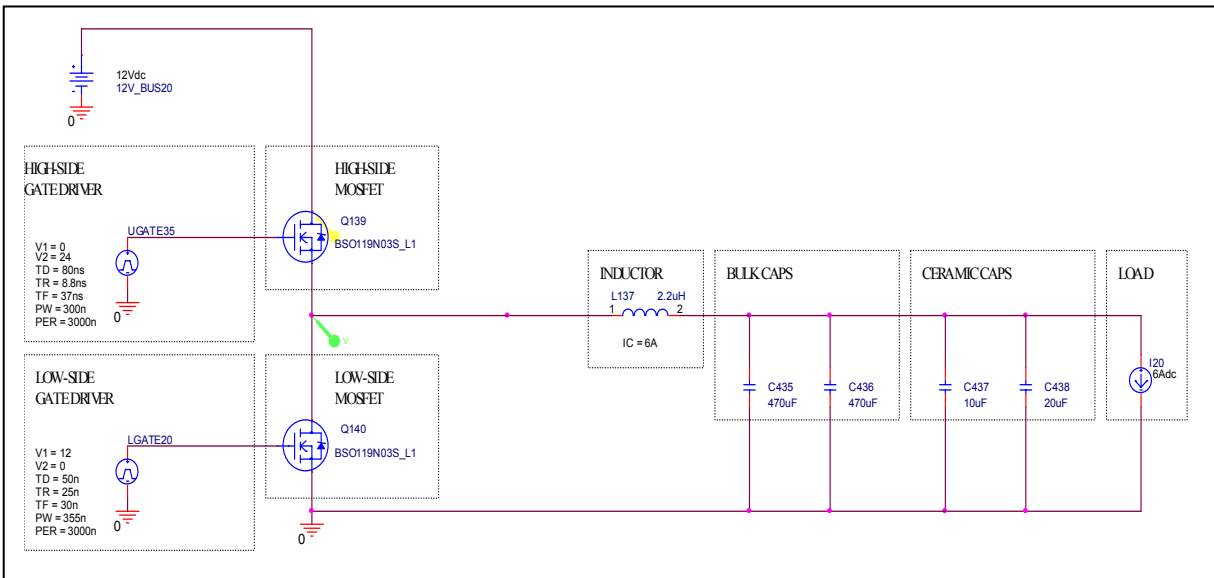 12Vdc
12V_BUS20
0
HIGH-SIDE
GATE DRIVER
UGATE35
V1 = 0
V2 = 24
TD = 80ns
TR = 8.8ns
TF = 37ns
PW = 300n
PER = 3000n
0
HIGH-SIDE
MOSFET
Q139
BSO119N03S_L1
V
INDUCTOR
L137 2.2uH
1 2
IC = 6A
BULK CAPS
C435
470uF
C436
470uF
CERAMIC CAPS
C437
10uF
C438
20uF
LOAD
I20
6Adc
LOW-SIDE
GATE DRIVER
LGATE20
V1 = 12
V2 = 0
TD = 50n
TR = 25n
TF = 30n
PW = 355n
PER = 3000n
0
LOW-SIDE
MOSFET
Q140
BSO119N03S_L1
0